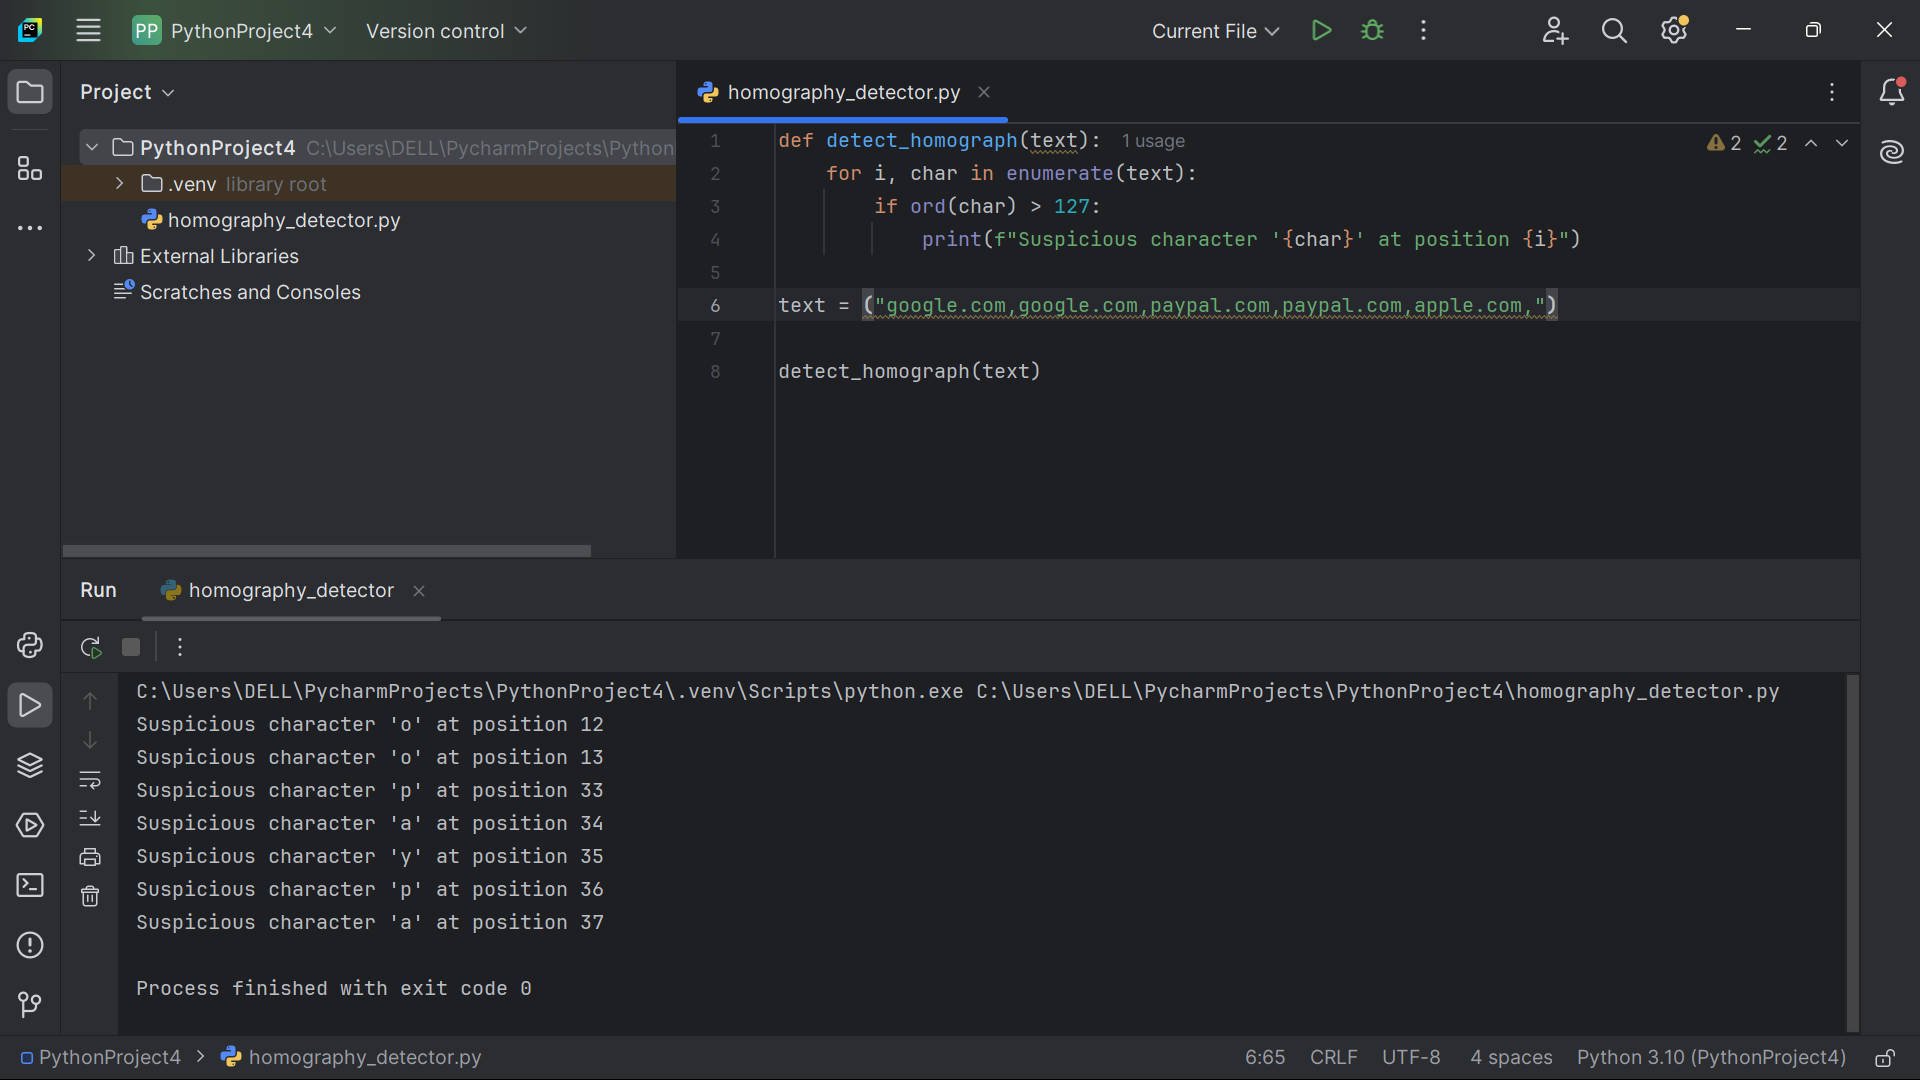 PC
PP PythonProject4 Version control Current File
Project
PythonProject4 C:\Users\DELL\PycharmProjects\Python
.venv library root
homography_detector.py
External Libraries
Scratches and Consoles
homography_detector.py
2 2
1 def detect_homograph(text): 1 usage
2 for i, char in enumerate(text):
3 if ord(char) > 127:
4 print(f"Suspicious character '{char}' at position {i}")
5
6 text = ("google.com,gооgle.com,paypal.com,раураl.com,apple.com,")
7
8 detect_homograph(text)
Run homography_detector
C:\Users\DELL\PycharmProjects\PythonProject4\.venv\Scripts\python.exe C:\Users\DELL\PycharmProjects\PythonProject4\homography_detector.py
Suspicious character 'о' at position 12
Suspicious character 'о' at position 13
Suspicious character 'р' at position 33
Suspicious character 'а' at position 34
Suspicious character 'у' at position 35
Suspicious character 'р' at position 36
Suspicious character 'а' at position 37
Process finished with exit code 0
PythonProject4 > homography_detector.py 6:65 CRLF UTF-8 4 spaces Python 3.10 (PythonProject4)